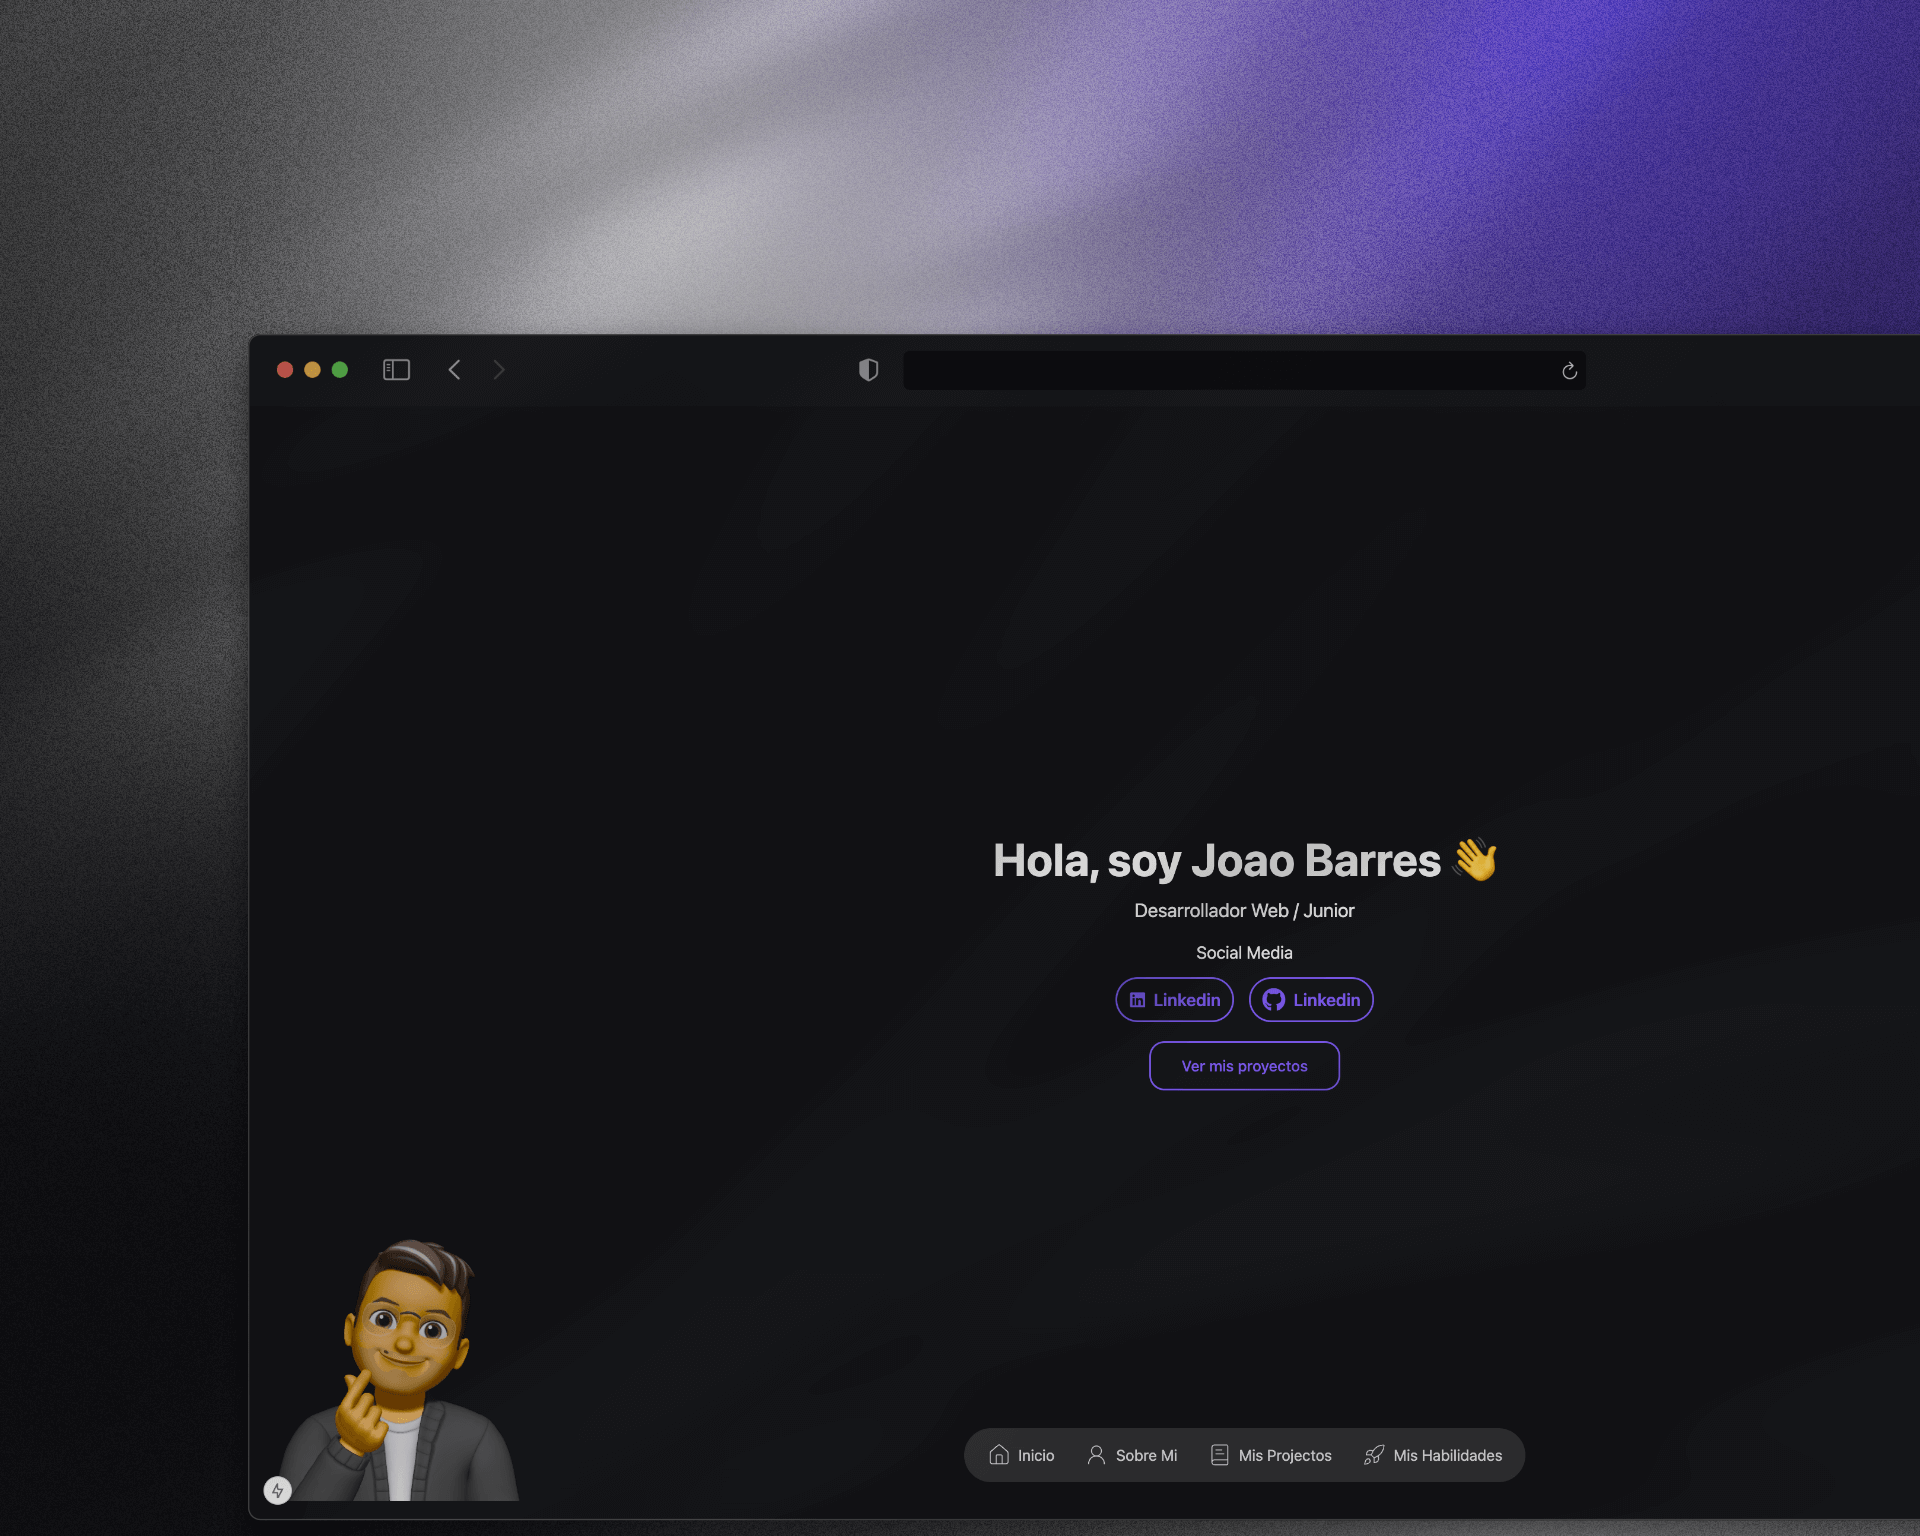 Hola, soy Joao Barres 👋
Desarrollador Web / Junior
Social Media
Linkedin Linkedin
Ver mis proyectos
Inicio Sobre Mi Mis Projectos Mis Habilidades